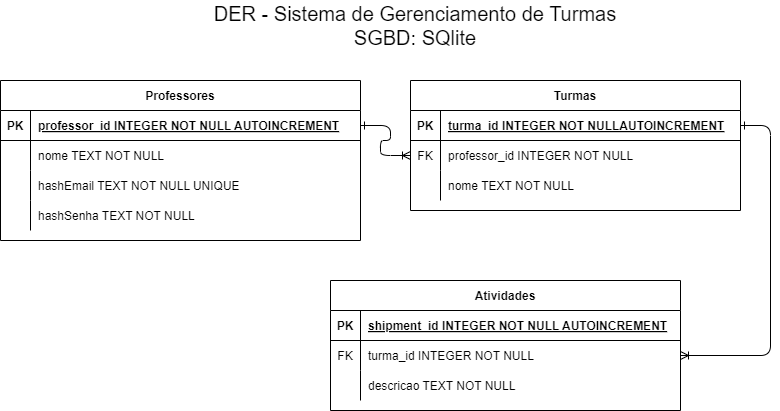 DER - Sistema de Gerenciamento de Turmas
SGBD: SQlite
Professores
PK professor_id INTEGER NOT NULL AUTOINCREMENT
nome TEXT NOT NULL
hashEmail TEXT NOT NULL UNIQUE
hashSenha TEXT NOT NULL
Turmas
PK turma_id INTEGER NOT NULLAUTOINCREMENT
FK professor_id INTEGER NOT NULL
nome TEXT NOT NULL
Atividades
PK shipment_id INTEGER NOT NULL AUTOINCREMENT
FK turma_id INTEGER NOT NULL
descricao TEXT NOT NULL